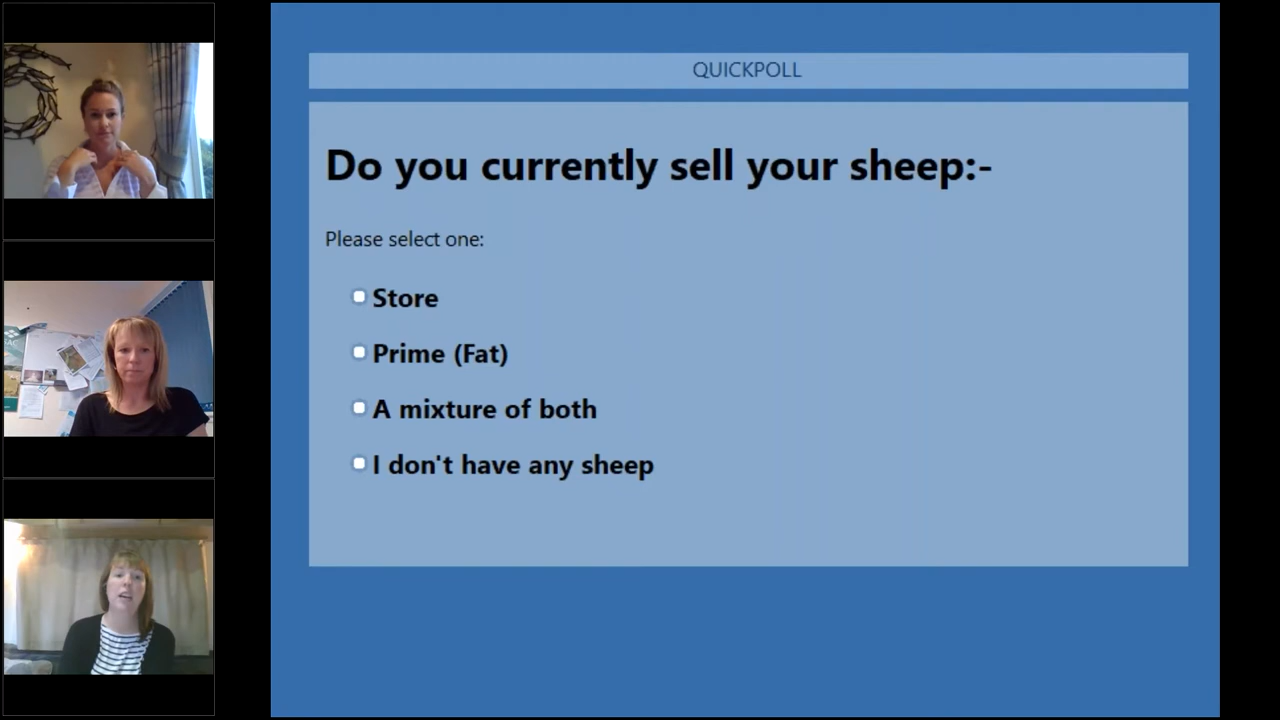 QUICKPOLL
Do you currently sell your sheep:-
Please select one:
Store
Prime (Fat)
A mixture of both
I don't have any sheep